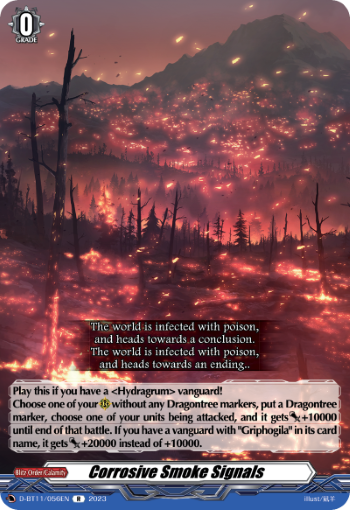 0
GRADE
The world is infected with poison,
and heads towards a conclusion.
The world is infected with poison,
and heads towards an ending..
Play this if you have a <Hydragrum> vanguard!
Choose one of your without any Dragontree markers, put a Dragontree
marker, choose one of your units being attacked, and it gets +10000
until end of that battle. If you have a vanguard with "Griphogila" in its card
name, it gets +20000 instead of +10000.
Blitz Order/Calamity
Corrosive Smoke Signals
D-BT11/056EN R 2023
illust/凪羊